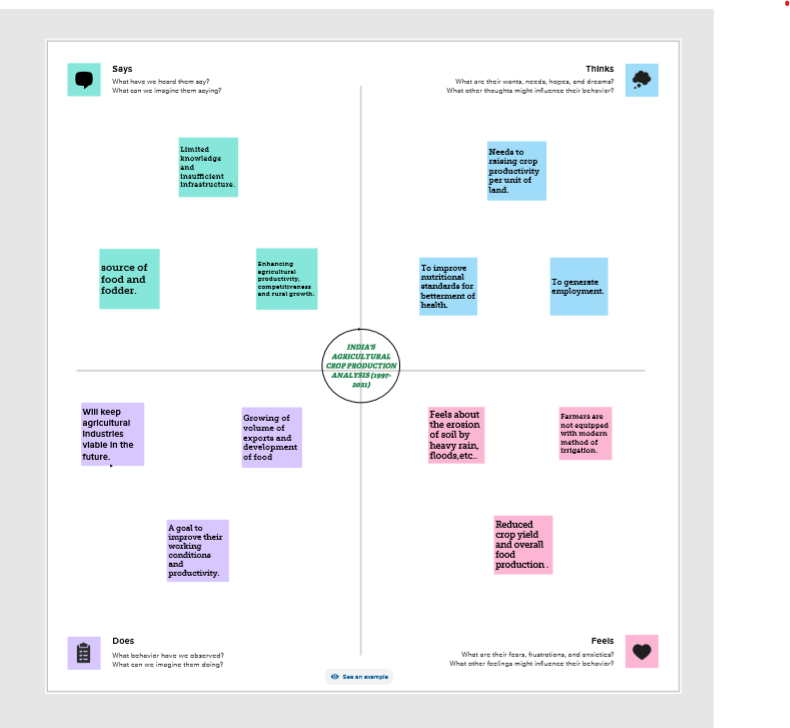 Says
What have we heard them say?
What can we imagine them saying?
Thinks
What are their wants, needs, hopes, and dreams?
What other thoughts might influence their behavior?
Limited
knowledge
and
insufficient
infrastructure.
Needs to
raising crop
productivity
per unit of
land.
source of
food and
fodder.
Enhancing
agricultural
productivity,
competitiveness
and rural growth.
To improve
nutritional
standards for
betterment of
health.
To generate
employment.
INDIA'S
AGRICULTURAL
CROP PRODUCTION
ANALYSIS (1997-
2021)
Will keep
agricultural
industries
viable in the
future.
Growing of
volume of
exports and
development
of food
Feels about
the erosion
of soil by
heavy rain,
floods,etc..
Farmers are
not equipped
with modern
method of
irrigation.
A goal to
improve their
working
conditions
and
productivity.
Reduced
crop yield
and overall
food
production .
Does
What behavior have we observed?
What can we imagine them doing?
Feels
What are their fears, frustrations, and anxieties?
What other feelings might influence their behavior?
See an example